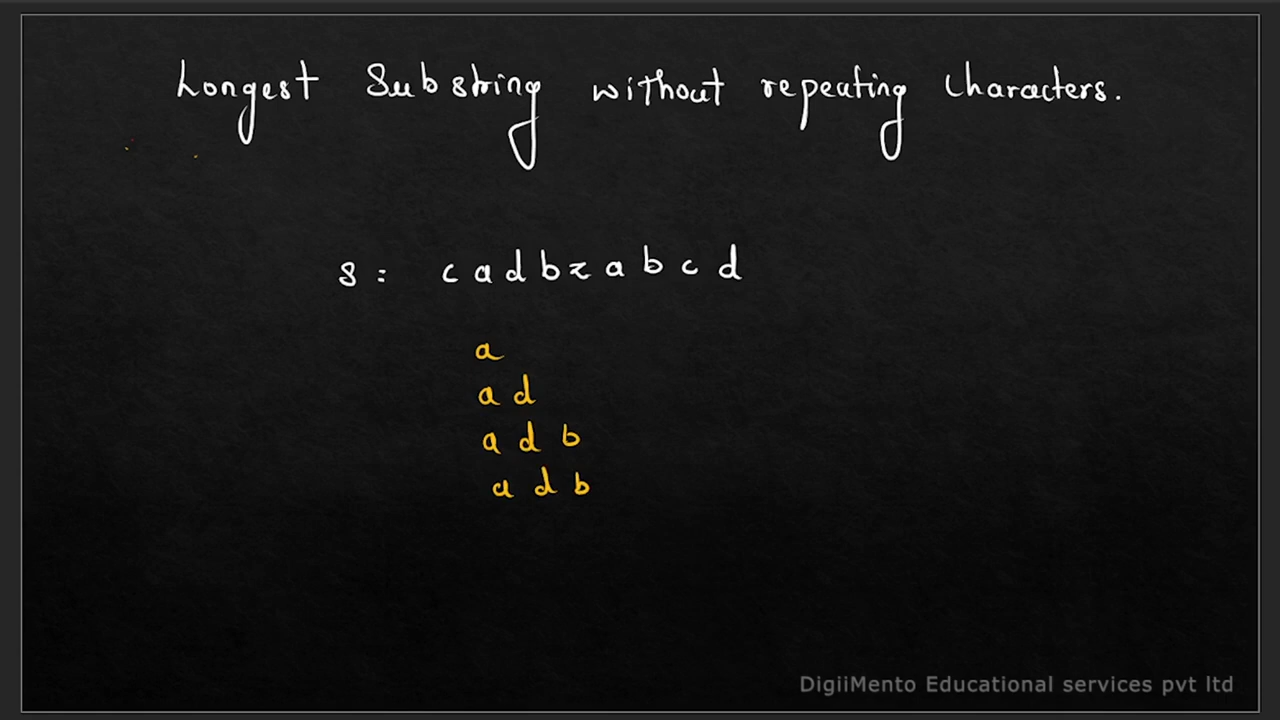 Longest Substring without repeating characters.
s : c a d b z a b c d
a
a d
a d b
a d b
DigiiMento Educational services pvt ltd